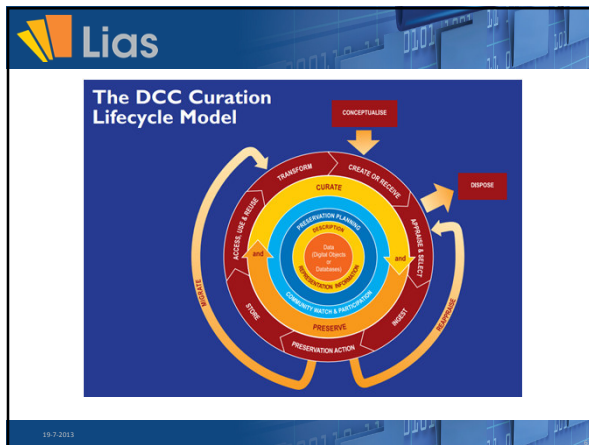 Lias
The DCC Curation
Lifecycle Model
CONCEPTUALISE
DISPOSE
TRANSFORM
CREATE OR RECEIVE
APPRAISE & SELECT
INGEST
PRESERVATION ACTION
STORE
ACCESS, USE & REUSE
CURATE
and
PRESERVE
and
PRESERVATION PLANNING
COMMUNITY WATCH & PARTICIPATION
DESCRIPTION
REPRESENTATION INFORMATION
Data
(Digital Objects
or
Databases)
MIGRATE
REAPPRAISE
19-7-2013